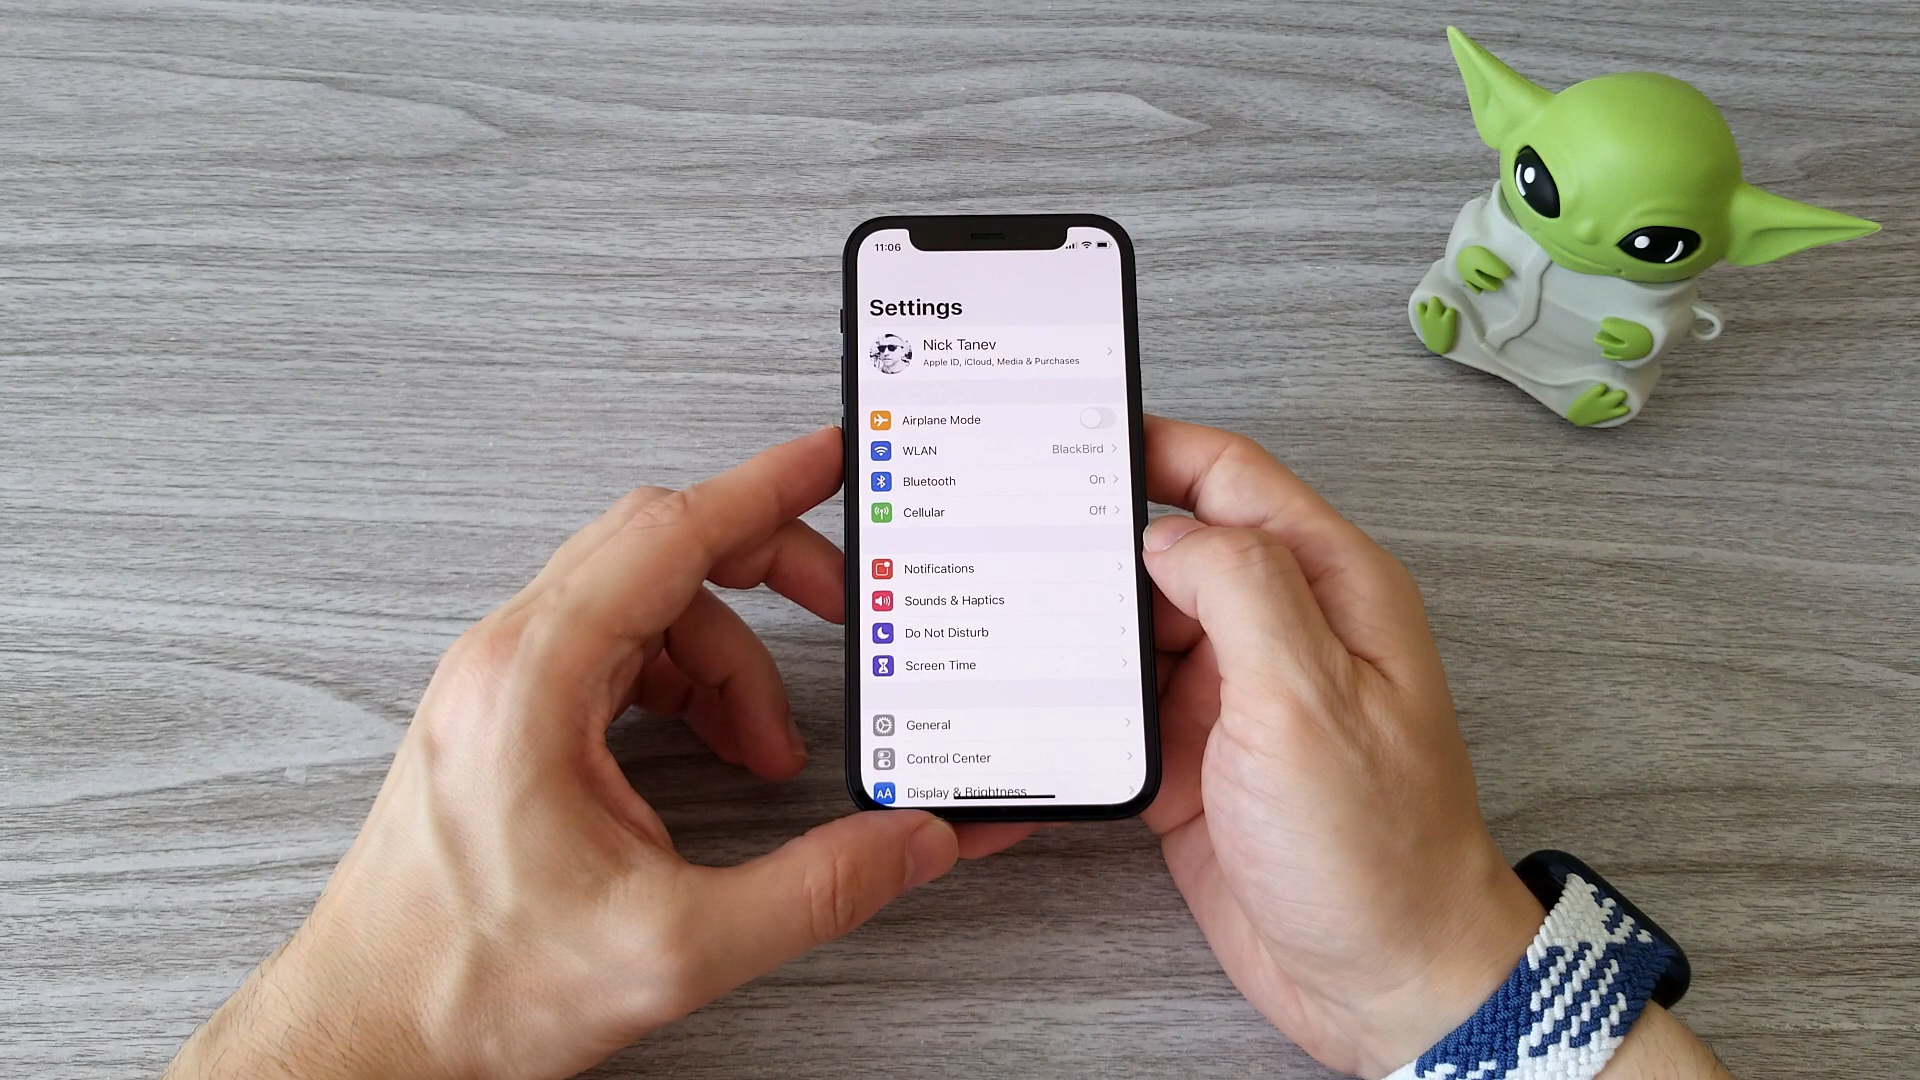 11:06
Settings
Nick Tanev
Apple ID, iCloud, Media & Purchases
Airplane Mode
WLAN BlackBird
Bluetooth On
Cellular Off
Notifications
Sounds & Haptics
Do Not Disturb
Screen Time
General
Control Center
AA Display & Brightness